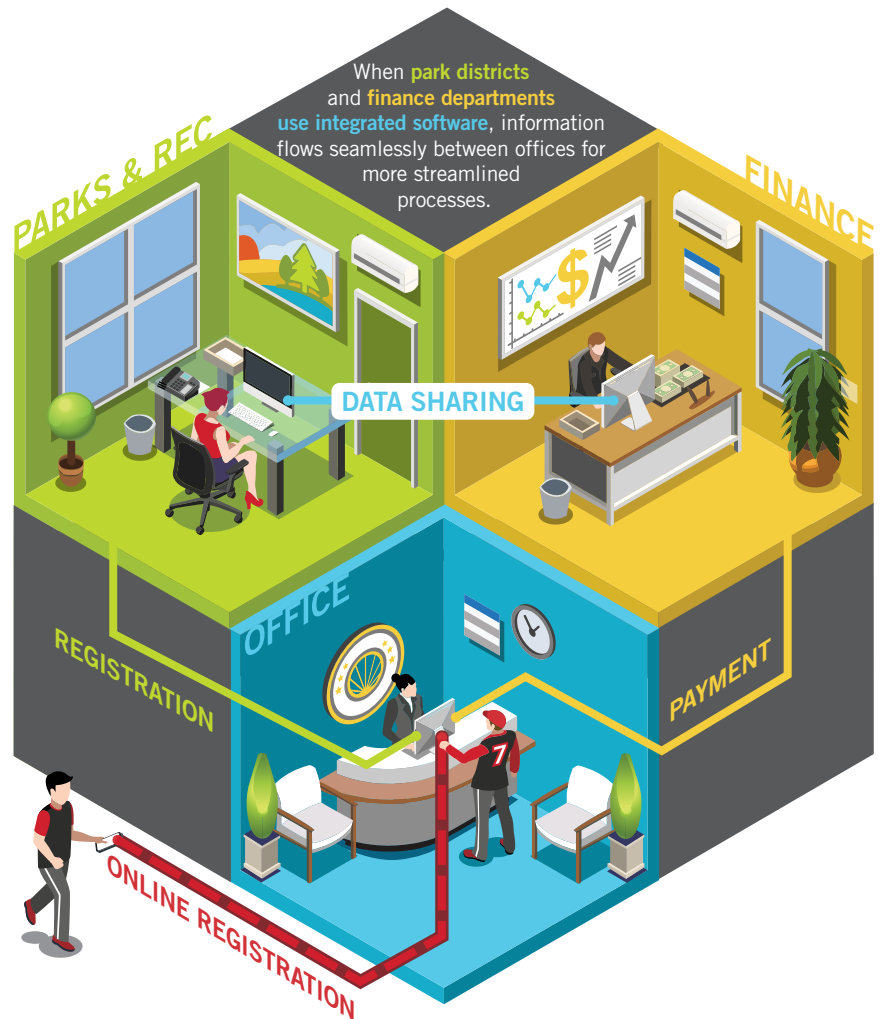 When park districts
and finance departments
use integrated software, information
flows seamlessly between offices for
more streamlined
processes.
PARKS & REC
FINANCE
DATA SHARING
OFFICE
REGISTRATION
PAYMENT
7
ONLINE REGISTRATION